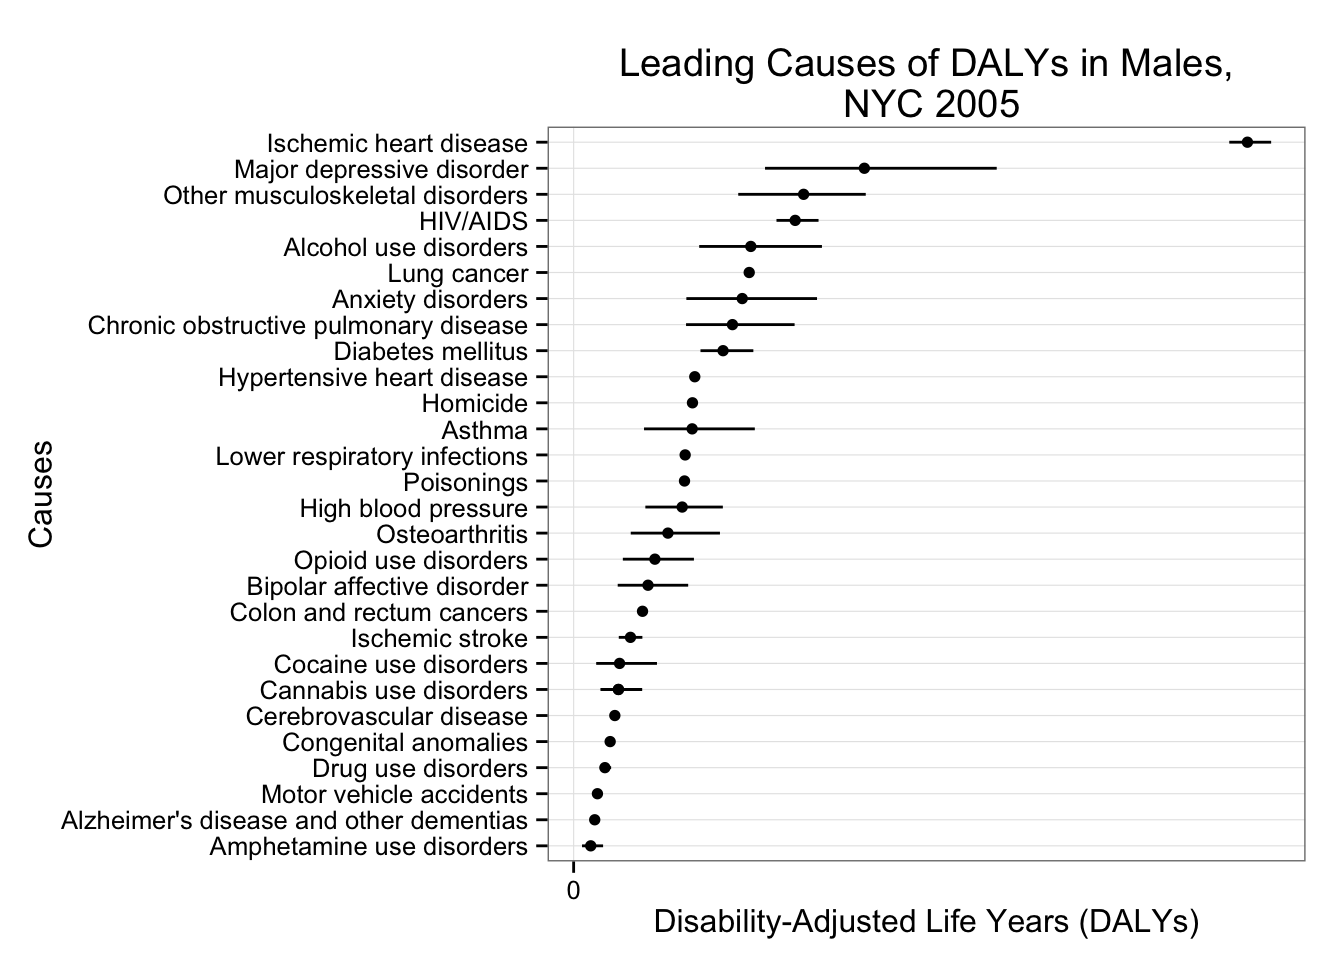 Leading Causes of DALYs in Males,
NYC 2005
Ischemic heart disease
Major depressive disorder
Other musculoskeletal disorders
HIV/AIDS
Alcohol use disorders
Lung cancer
Anxiety disorders
Chronic obstructive pulmonary disease
Diabetes mellitus
Hypertensive heart disease
Homicide
Asthma
Lower respiratory infections
Poisonings
High blood pressure
Osteoarthritis
Opioid use disorders
Bipolar affective disorder
Colon and rectum cancers
Ischemic stroke
Cocaine use disorders
Cannabis use disorders
Cerebrovascular disease
Congenital anomalies
Drug use disorders
Motor vehicle accidents
Alzheimer's disease and other dementias
Amphetamine use disorders
Causes
0
Disability-Adjusted Life Years (DALYs)